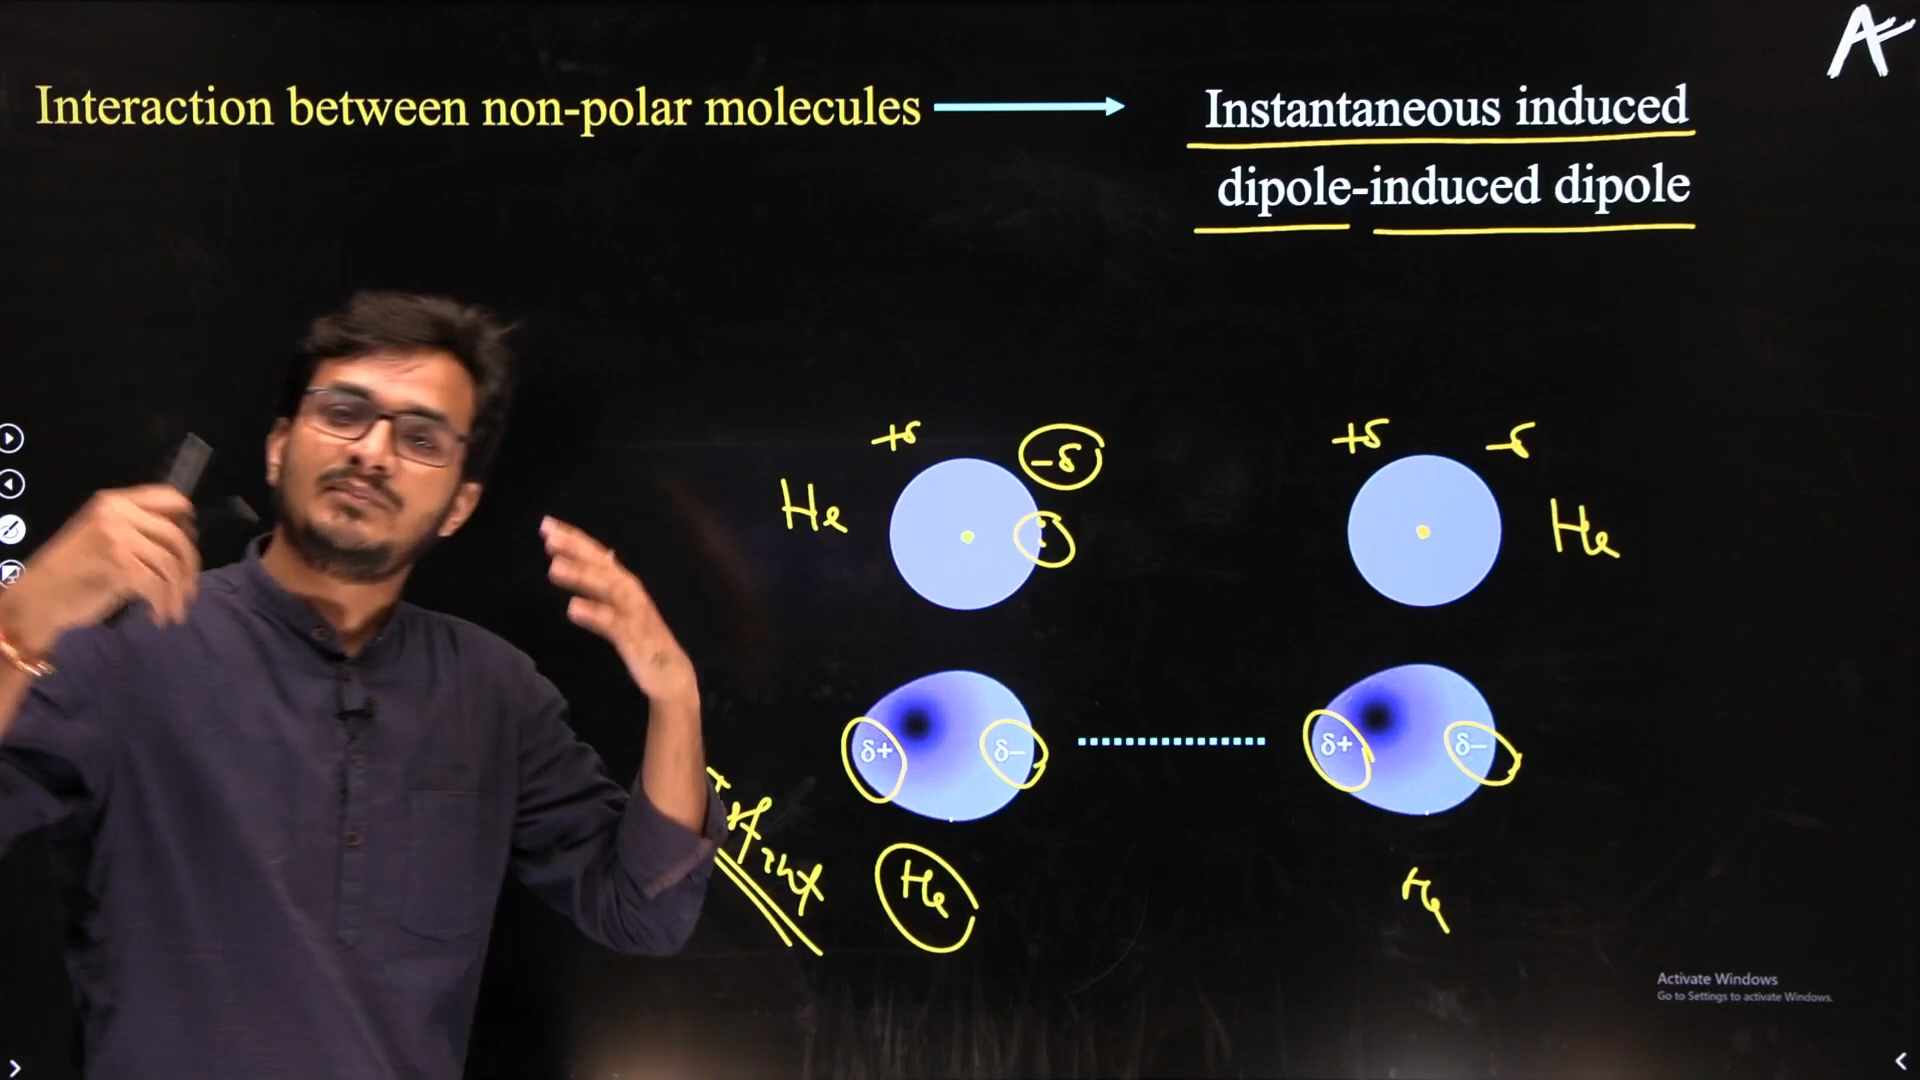 Interaction between non-polar molecules
Instantaneous induced
dipole-induced dipole
+δ
-δ
+δ
-δ
He
He
δ+
δ-
δ+
δ-
He
He
Activate Windows
Go to Settings to activate Windows.